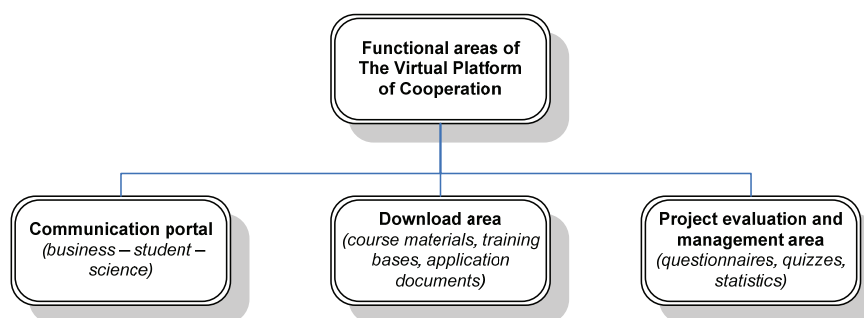 Functional areas of
The Virtual Platform
of Cooperation
Communication portal
(business – student –
science)
Download area
(course materials, training
bases, application
documents)
Project evaluation and
management area
(questionnaires, quizzes,
statistics)